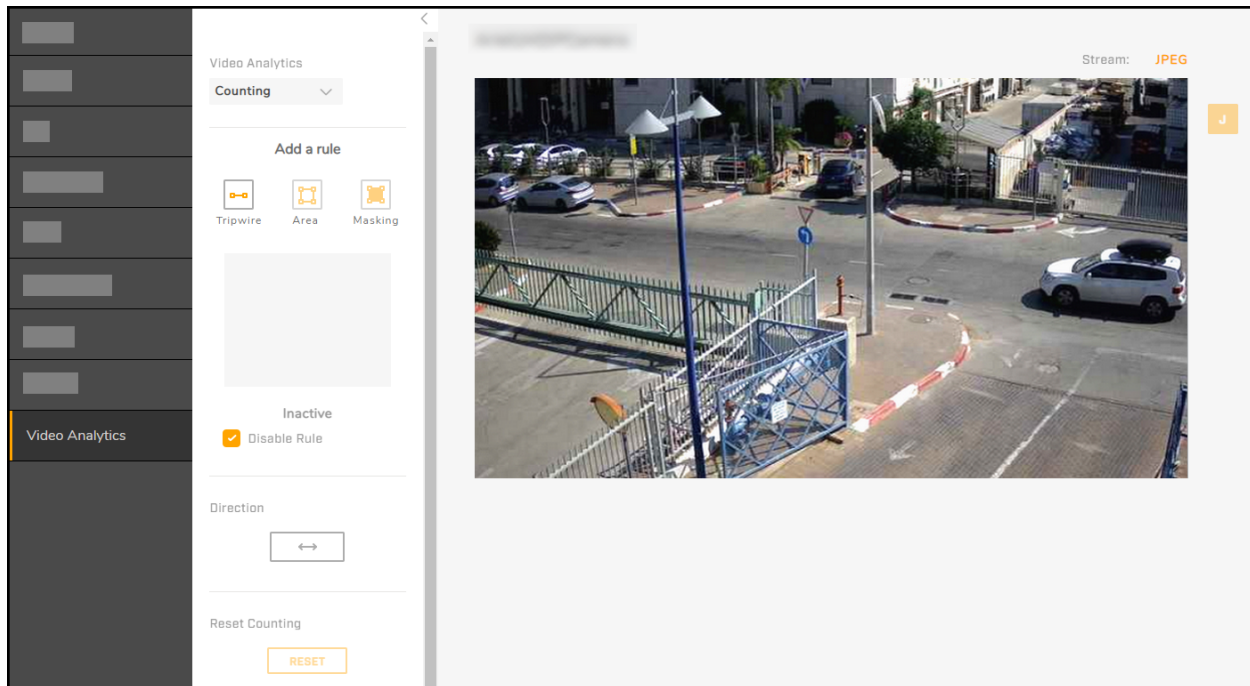 Video Analytics
Counting
Add a rule
Tripwire Area Masking
Inactive
Disable Rule
Direction
Reset Counting
RESET
Video Analytics
Stream: JPEG
J